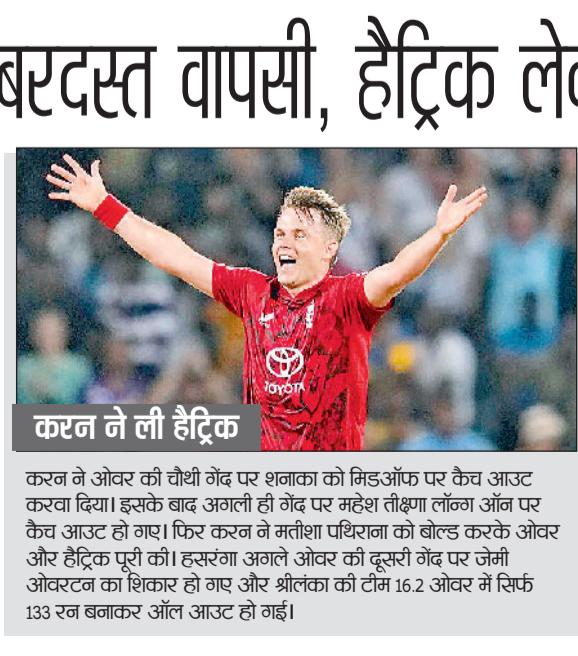 बरदस्त वापसी, हैट्रिक ले
TOYOTA
करन ने ली हैट्रिक
करन ने ओवर की चौथी गेंद पर शनाका को मिडऑफ पर कैच आउट
करवा दिया। इसके बाद अगली ही गेंद पर महेश तीक्ष्णा लॉन्ग ऑन पर
कैच आउट हो गए। फिर करन ने मतीशा पथिराना को बोल्ड करके ओवर
और हैट्रिक पूरी की। हसरंगा अगले ओवर की दूसरी गेंद पर जेमी
ओवरटन का शिकार हो गए और श्रीलंका की टीम 16.2 ओवर में सिर्फ
133 रन बनाकर ऑल आउट हो गई।